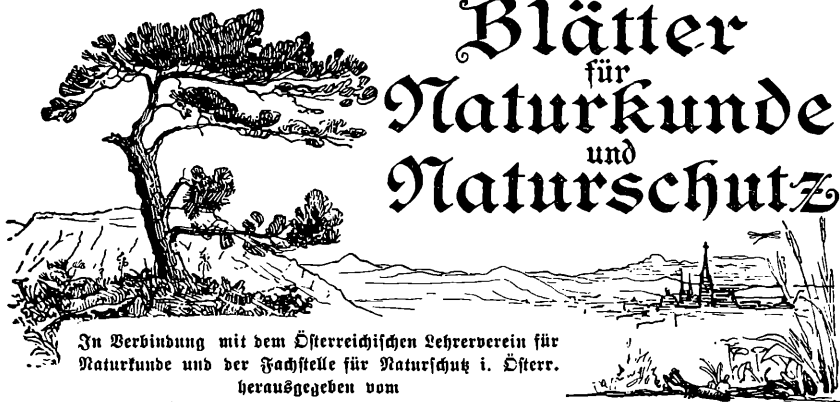 Blätter
für
Naturkunde
und
Naturschutz
In Verbindung mit dem Österreichischen Lehrerverein für
Naturkunde und der Fachstelle für Naturschutz i. Österr.
herausgegeben vom